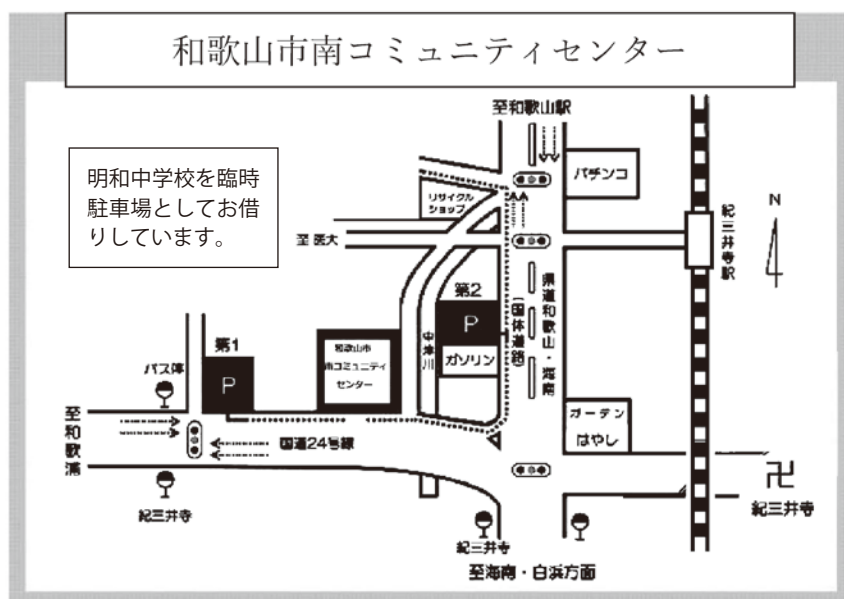 和歌山市南コミュニティセンター
至和歌山駅
明和中学校を臨時
駐車場としてお借
りしています。
パチンコ
リサイクル
ショップ
N
至医大
紀三井寺駅
第2
P
ガソリン
中津川
(国体道路)
県道和歌山・海南
第1
P
和歌山市
南コミュニティ
センター
バス停
至和歌浦
国道24号線
ガーデン
はやし
卍
紀三井寺
紀三井寺
紀三井寺
至海南・白浜方面